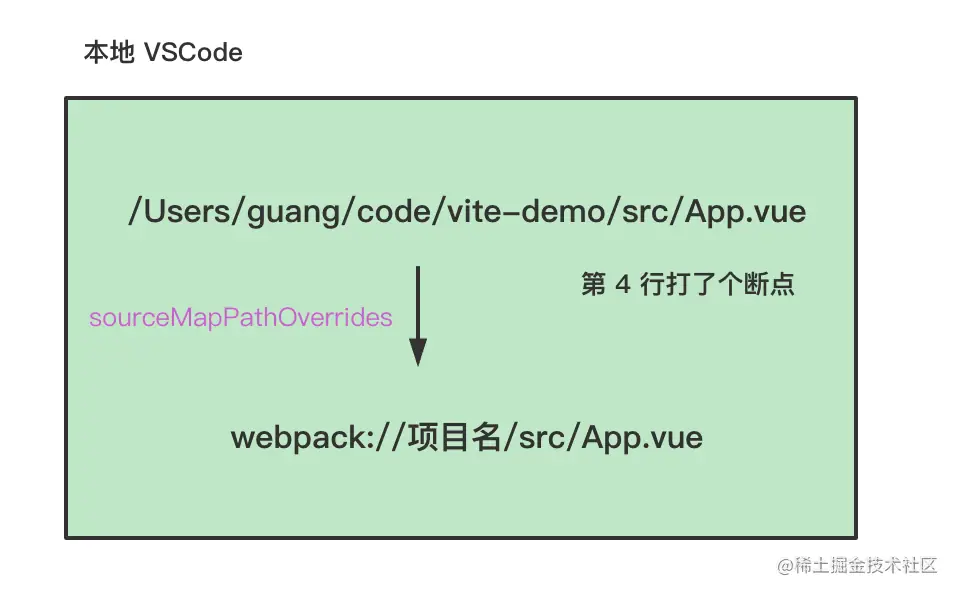 本地 VSCode
/Users/guang/code/vite-demo/src/App.vue
第 4 行打了个断点
sourceMapPathOverrides
webpack://项目名/src/App.vue
@稀土掘金技术社区